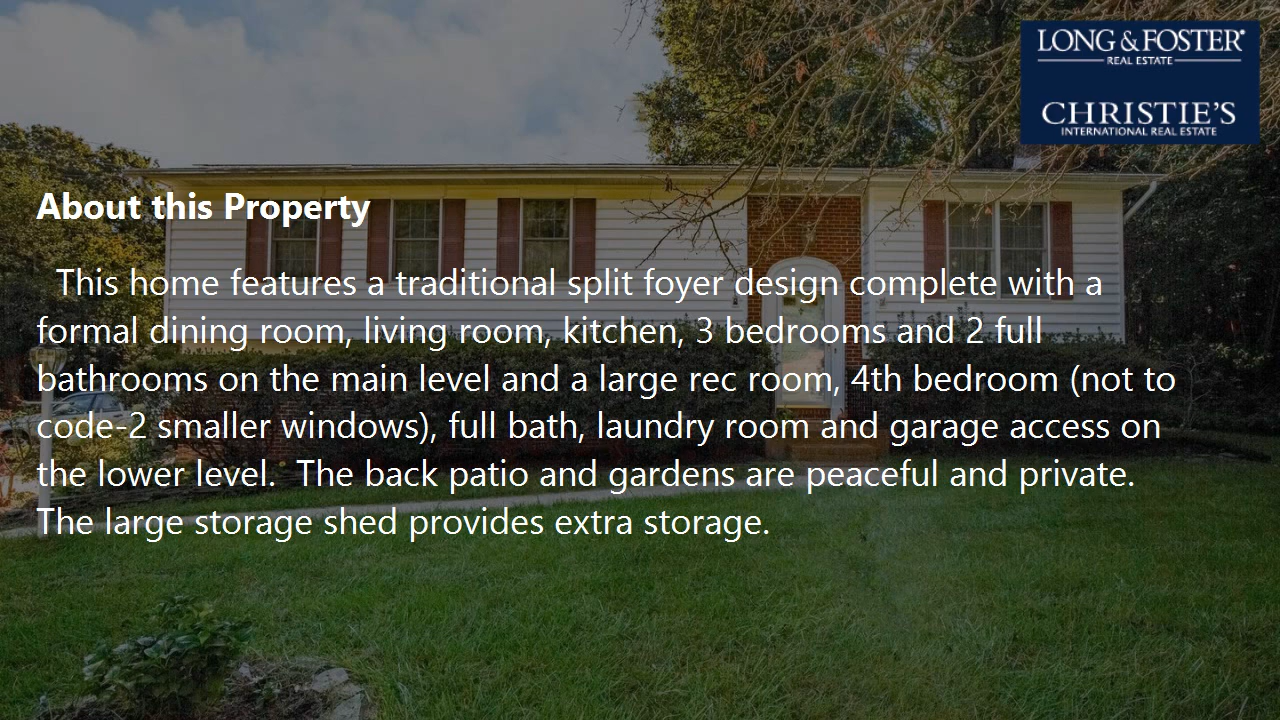 LONG & FOSTER®
REAL ESTATE
CHRISTIE'S
INTERNATIONAL REAL ESTATE
About this Property
This home features a traditional split foyer design complete with a
formal dining room, living room, kitchen, 3 bedrooms and 2 full
bathrooms on the main level and a large rec room, 4th bedroom (not to
code-2 smaller windows), full bath, laundry room and garage access on
the lower level.  The back patio and gardens are peaceful and private.
The large storage shed provides extra storage.